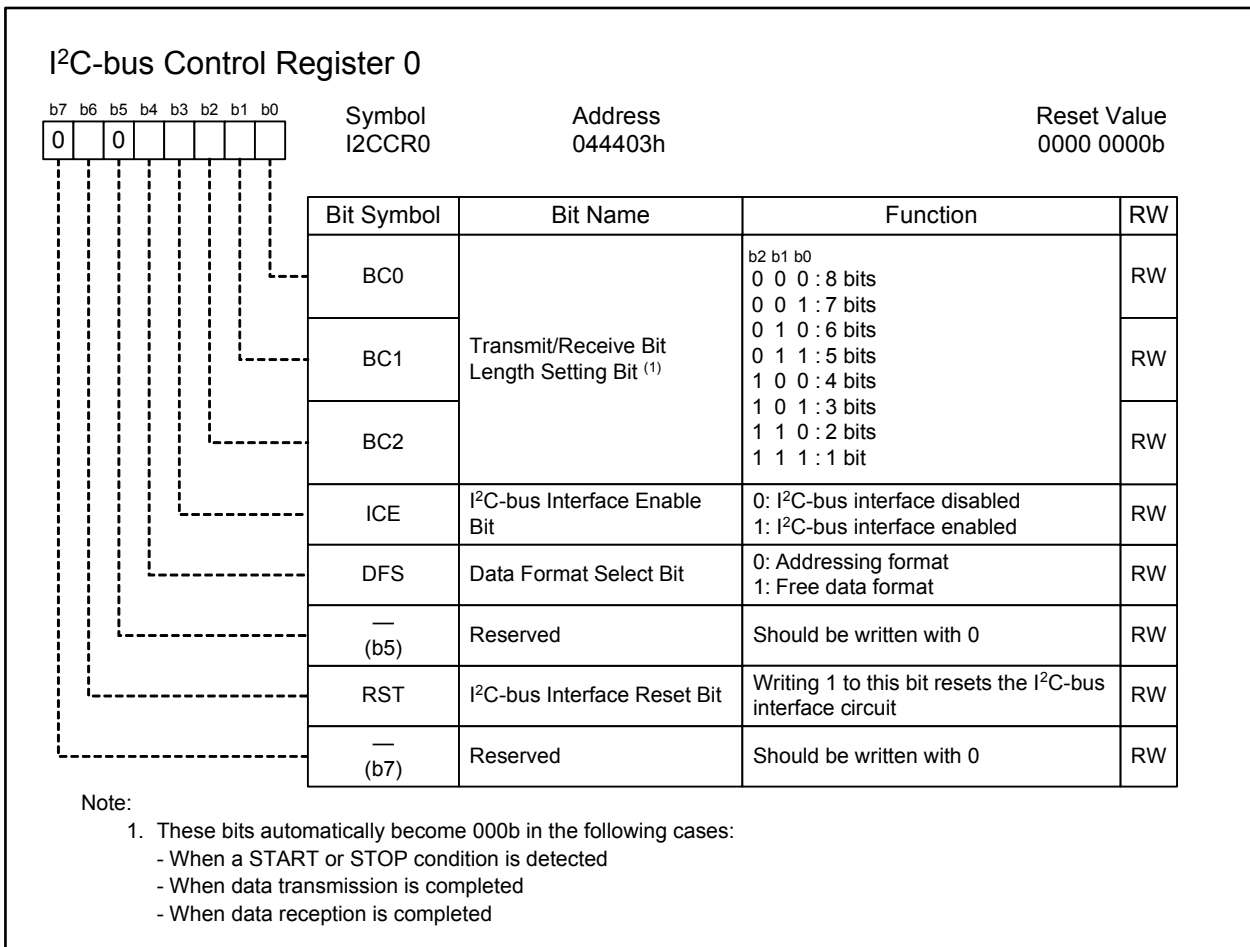 I²C-bus Control Register 0
b7 b6 b5 b4 b3 b2 b1 b0
0 0
Symbol Address Reset Value
I2CCR0 044403h 0000 0000b
Bit Symbol Bit Name Function RW
BC0
BC1
BC2
Transmit/Receive Bit
Length Setting Bit (1)
b2 b1 b0
0 0 0 : 8 bits
0 0 1 : 7 bits
0 1 0 : 6 bits
0 1 1 : 5 bits
1 0 0 : 4 bits
1 0 1 : 3 bits
1 1 0 : 2 bits
1 1 1 : 1 bit
RW
RW
RW
ICE
I²C-bus Interface Enable
Bit
0: I²C-bus interface disabled
1: I²C-bus interface enabled
RW
DFS
Data Format Select Bit
0: Addressing format
1: Free data format
RW
—
(b5)
Reserved
Should be written with 0
RW
RST
I²C-bus Interface Reset Bit
Writing 1 to this bit resets the I²C-bus
interface circuit
RW
—
(b7)
Reserved
Should be written with 0
RW
Note:
1. These bits automatically become 000b in the following cases:
- When a START or STOP condition is detected
- When data transmission is completed
- When data reception is completed